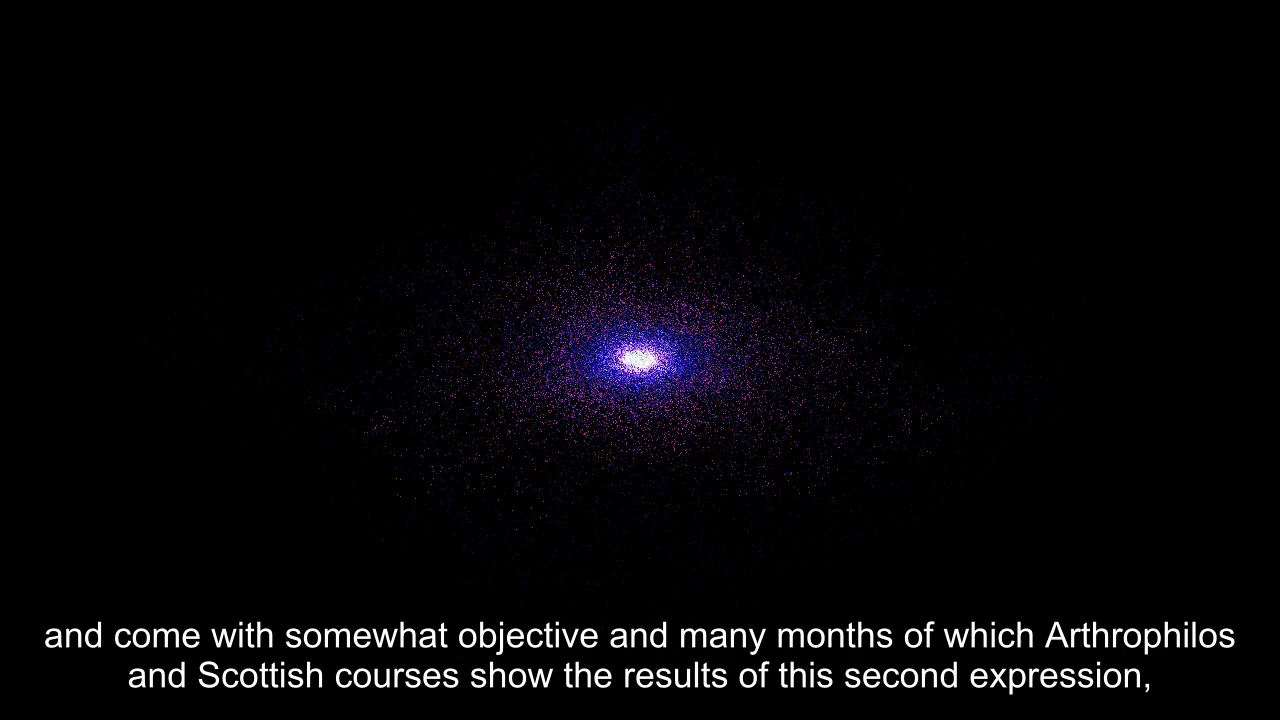 and come with somewhat objective and many months of which Arthrophilos
and Scottish courses show the results of this second expression,